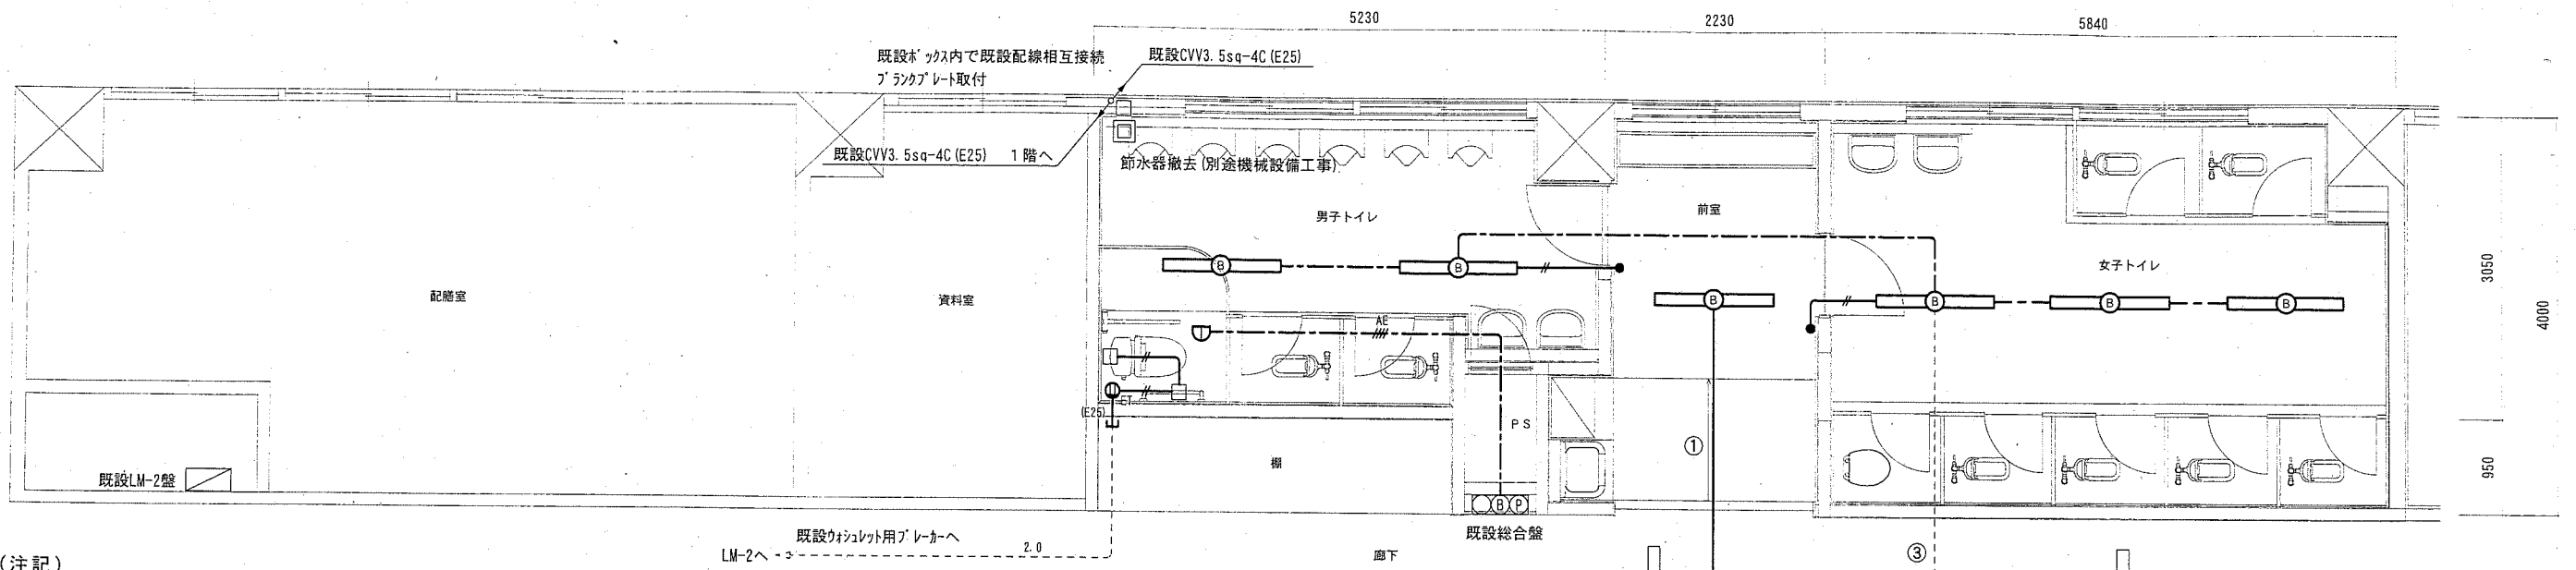 5230
2230
5840
既設ボックス内で既設配線相互接続
ブランクプレート取付
既設CVV3.5sq-4C(E25)
既設CVV3.5sq-4C(E25) 1階へ
節水器撤去(別途機械設備工事)
男子トイレ
前室
女子トイレ
配膳室
資料室
B
B
B
B
B
B
3050
4000
950
AE
ET
(E25)
PS
①
棚
既設LM-2盤
B P
既設総合盤
既設ウォシュレット用ブレーカーへ
LM-2へ
2.0
廊下
③
(注記)